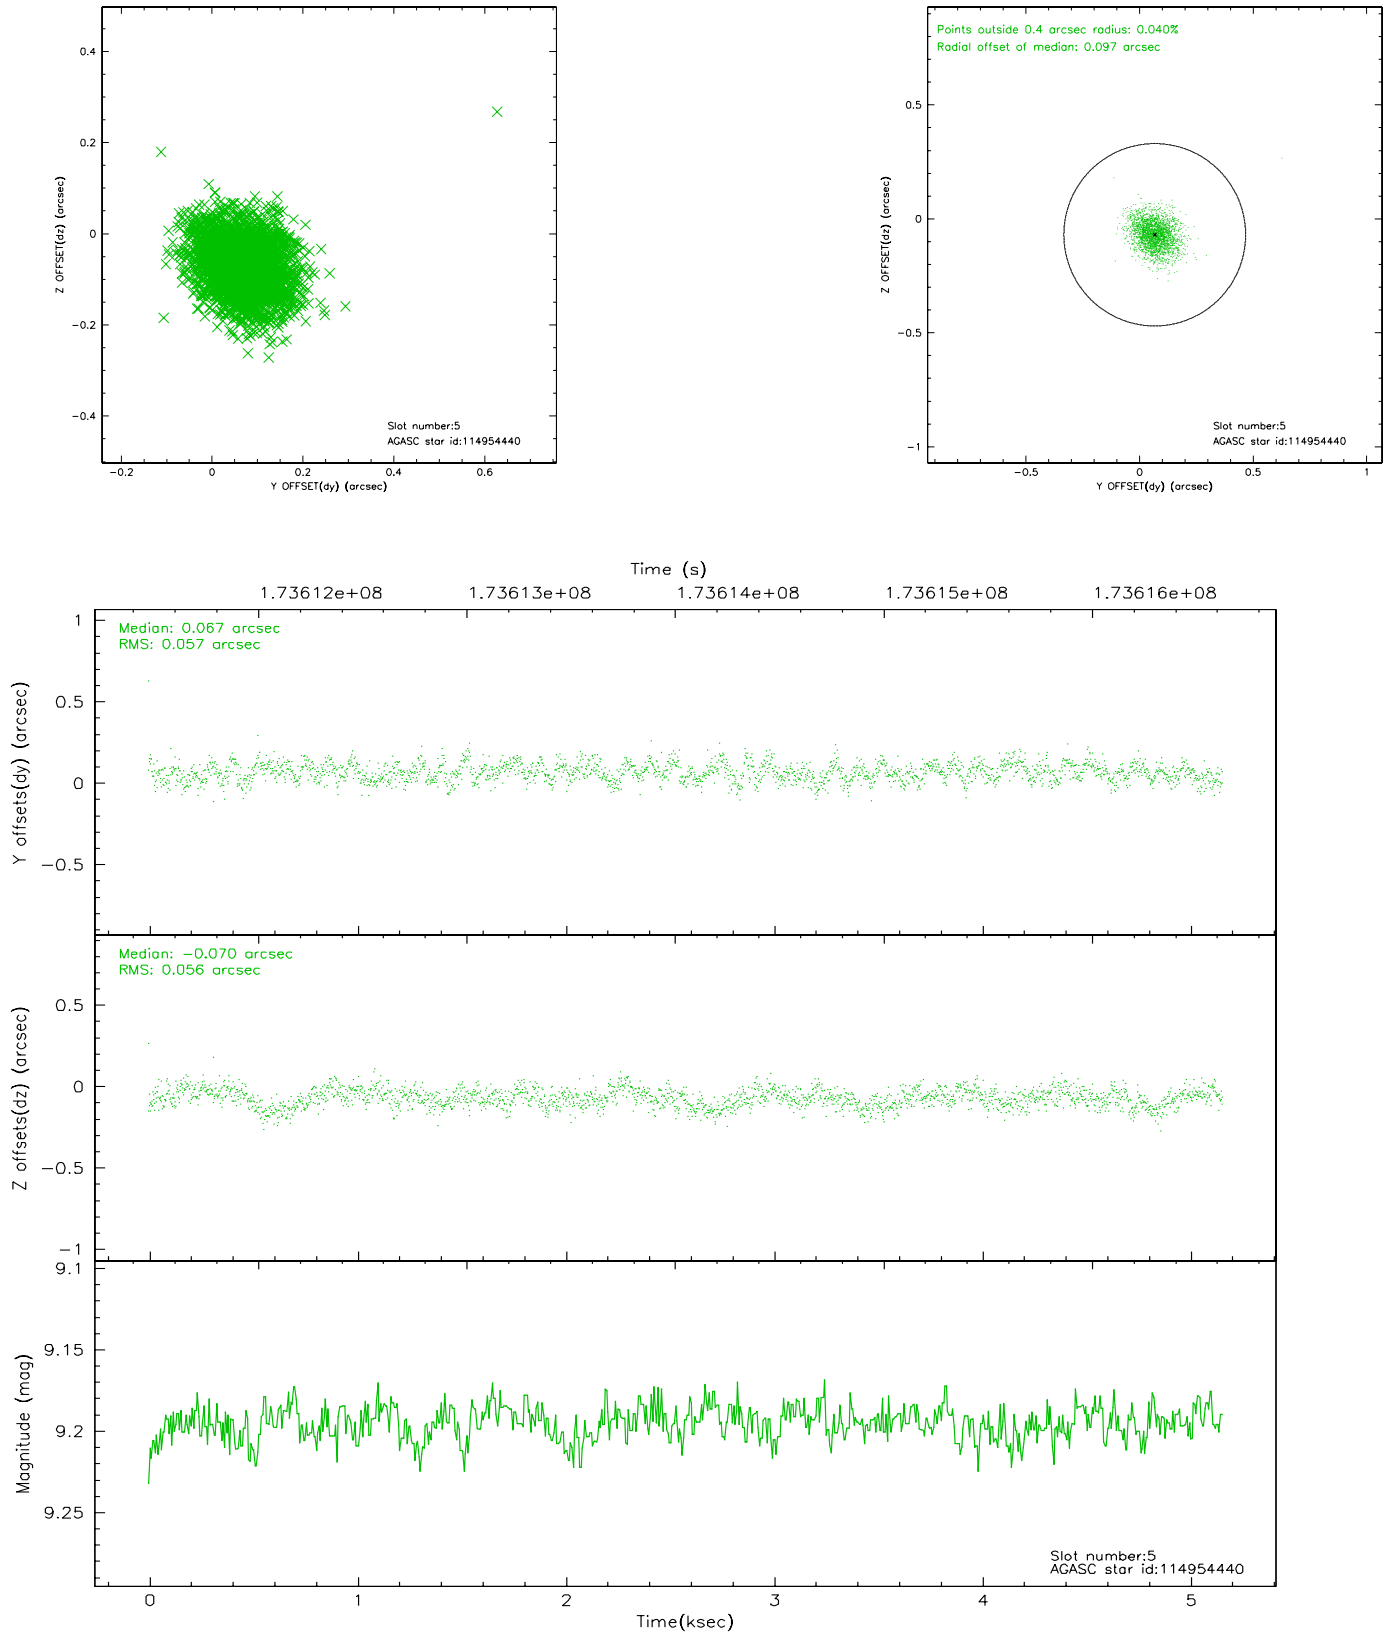 0.4
0.2
0
−0.2
−0.4
Z OFFSET(dz) (arcsec)
Slot number:5
AGASC star id:114954440
−0.2 0 0.2 0.4 0.6
Y OFFSET(dy) (arcsec)
Points outside 0.4 arcsec radius: 0.040%
Radial offset of median: 0.097 arcsec
0.5
0
−0.5
−1
Z OFFSET(dz) (arcsec)
Slot number:5
AGASC star id:114954440
−0.5 0 0.5 1
Y OFFSET(dy) (arcsec)
Time (s)
1.73612e+08 1.73613e+08 1.73614e+08 1.73615e+08 1.73616e+08
Median: 0.067 arcsec
RMS: 0.057 arcsec
1
0.5
0
−0.5
Y offsets(dy) (arcsec)
Median: −0.070 arcsec
RMS: 0.056 arcsec
0.5
0
−0.5
−1
Z offsets(dz) (arcsec)
9.1
9.15
9.2
9.25
Magnitude (mag)
Slot number:5
AGASC star id:114954440
0 1 2 3 4 5
Time(ksec)